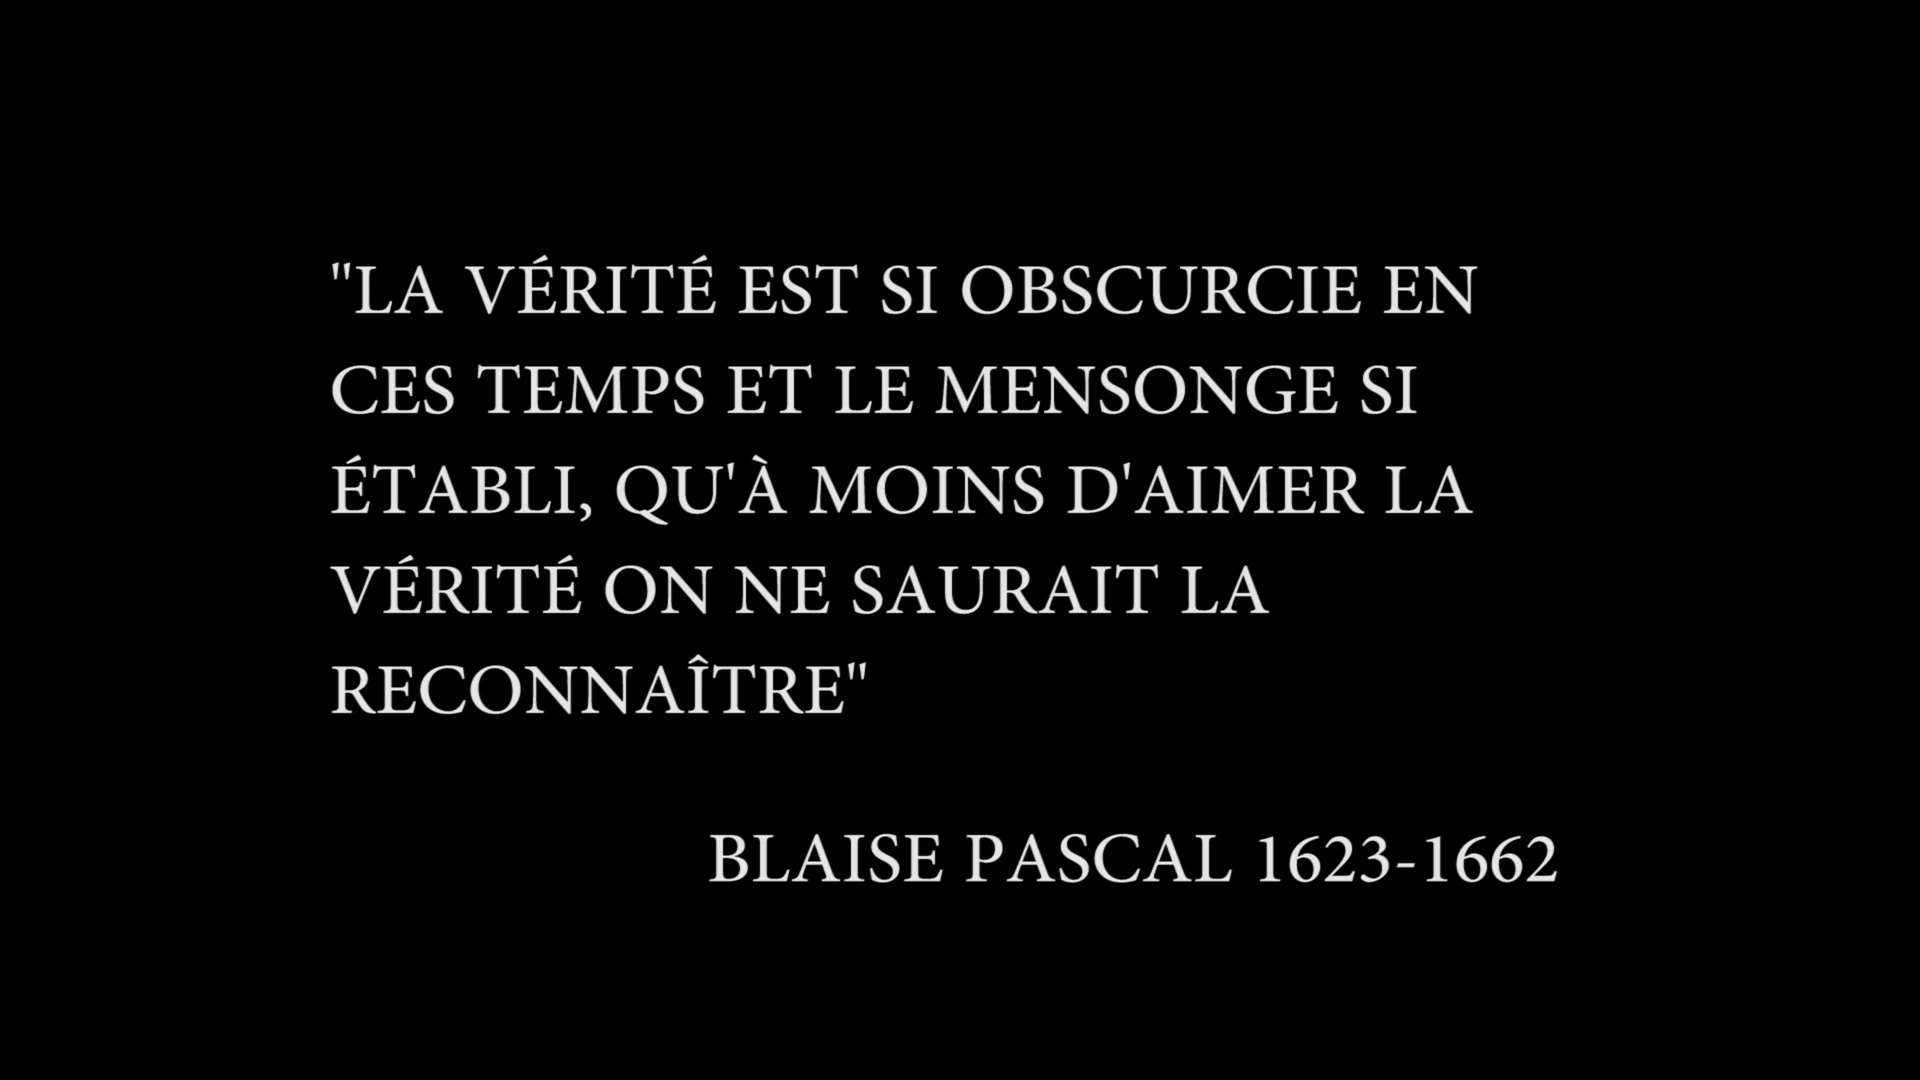 "LA VÉRITÉ EST SI OBSCURCIE EN
CES TEMPS ET LE MENSONGE SI
ÉTABLI, QU'À MOINS D'AIMER LA
VÉRITÉ ON NE SAURAIT LA
RECONNAÎTRE"
BLAISE PASCAL 1623-1662